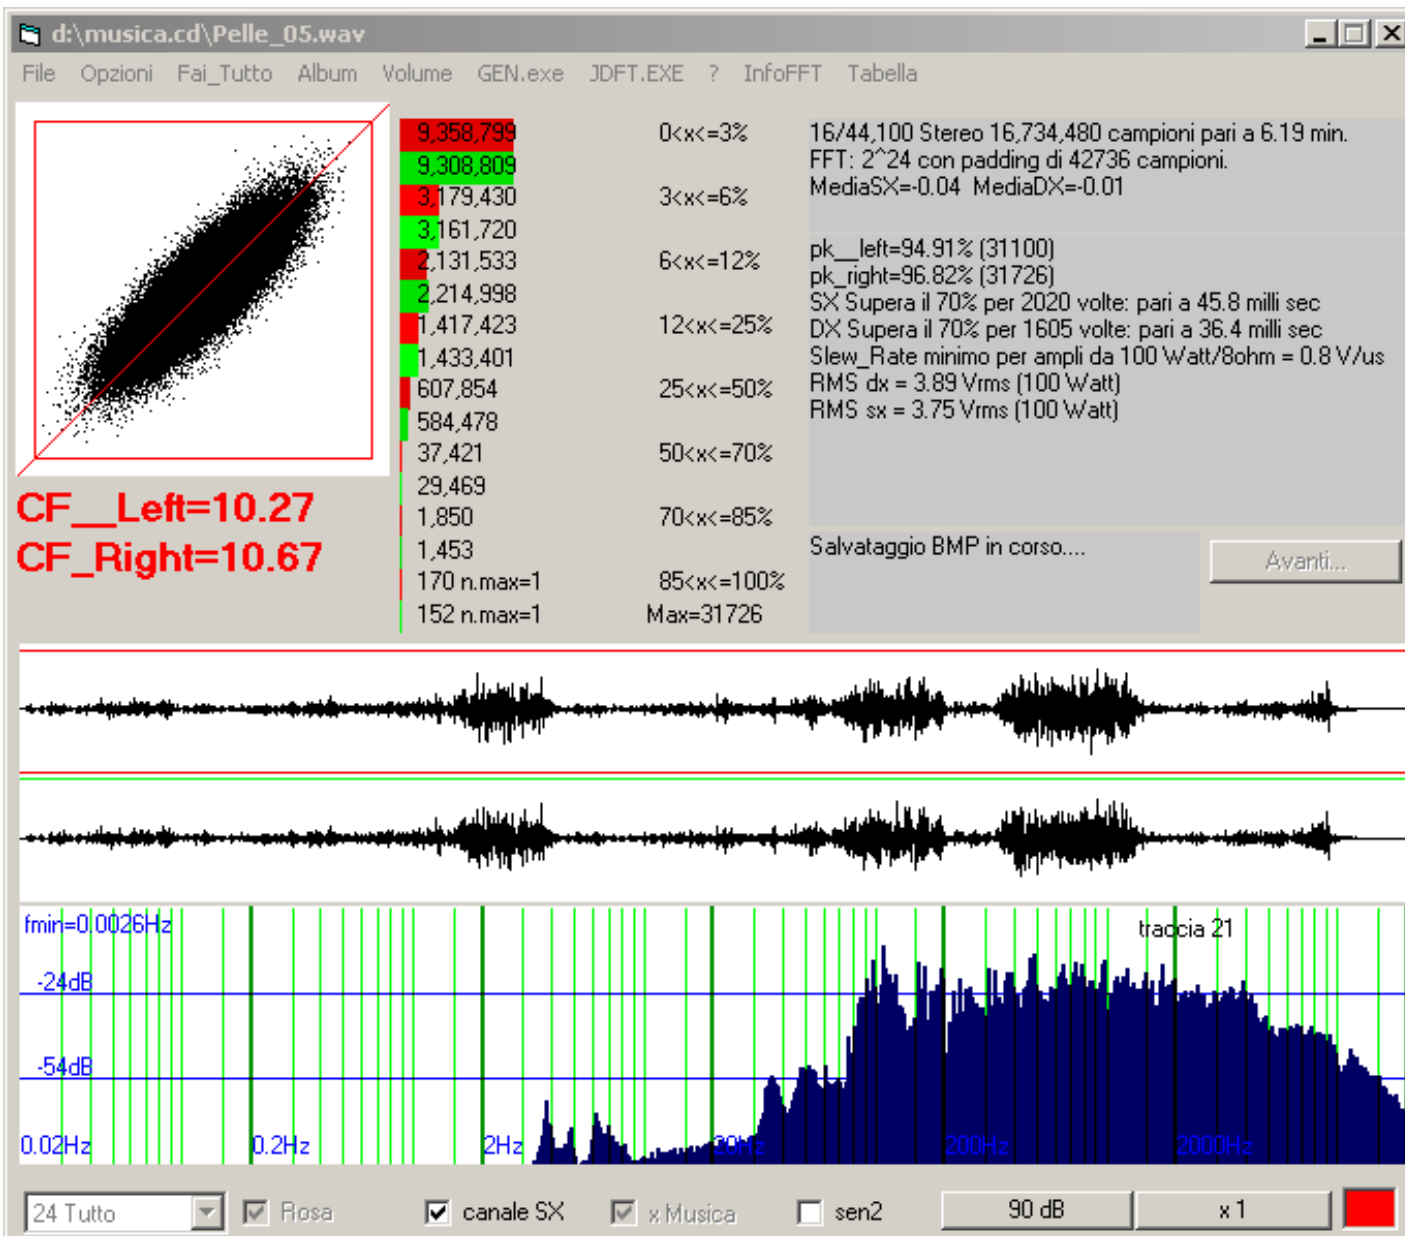 d:\musica.cd\Pelle_05.wav
File Opzioni Fai_Tutto Album Volume GEN.exe JDFT.EXE ? InfoFFT Tabella
9,358,799 0<x<=3%
9,308,809
3,179,430 3<x<=6%
3,161,720
2,131,533 6<x<=12%
2,214,998
1,417,423 12<x<=25%
1,433,401
607,854 25<x<=50%
584,478
37,421 50<x<=70%
29,469
1,850 70<x<=85%
1,453
170 n.max=1 85<x<=100%
152 n.max=1 Max=31726
16/44,100 Stereo 16,734,480 campioni pari a 6.19 min.
FFT: 2^24 con padding di 42736 campioni.
MediaSX=-0.04 MediaDX=-0.01
pk__left=94.91% (31100)
pk_right=96.82% (31726)
SX Supera il 70% per 2020 volte: pari a 45.8 milli sec
DX Supera il 70% per 1605 volte: pari a 36.4 milli sec
Slew_Rate minimo per ampli da 100 Watt/8ohm = 0.8 V/us
RMS dx = 3.89 Vrms (100 Watt)
RMS sx = 3.75 Vrms (100 Watt)
CF__Left=10.27
CF_Right=10.67
Salvataggio BMP in corso....
Avanti...
fmin=0.0026Hz
traccia 21
-24dB
-54dB
0.02Hz 0.2Hz 2Hz 20Hz 200Hz 2000Hz
24 Tutto Rosa canale SX x Musica sen2 90 dB x 1